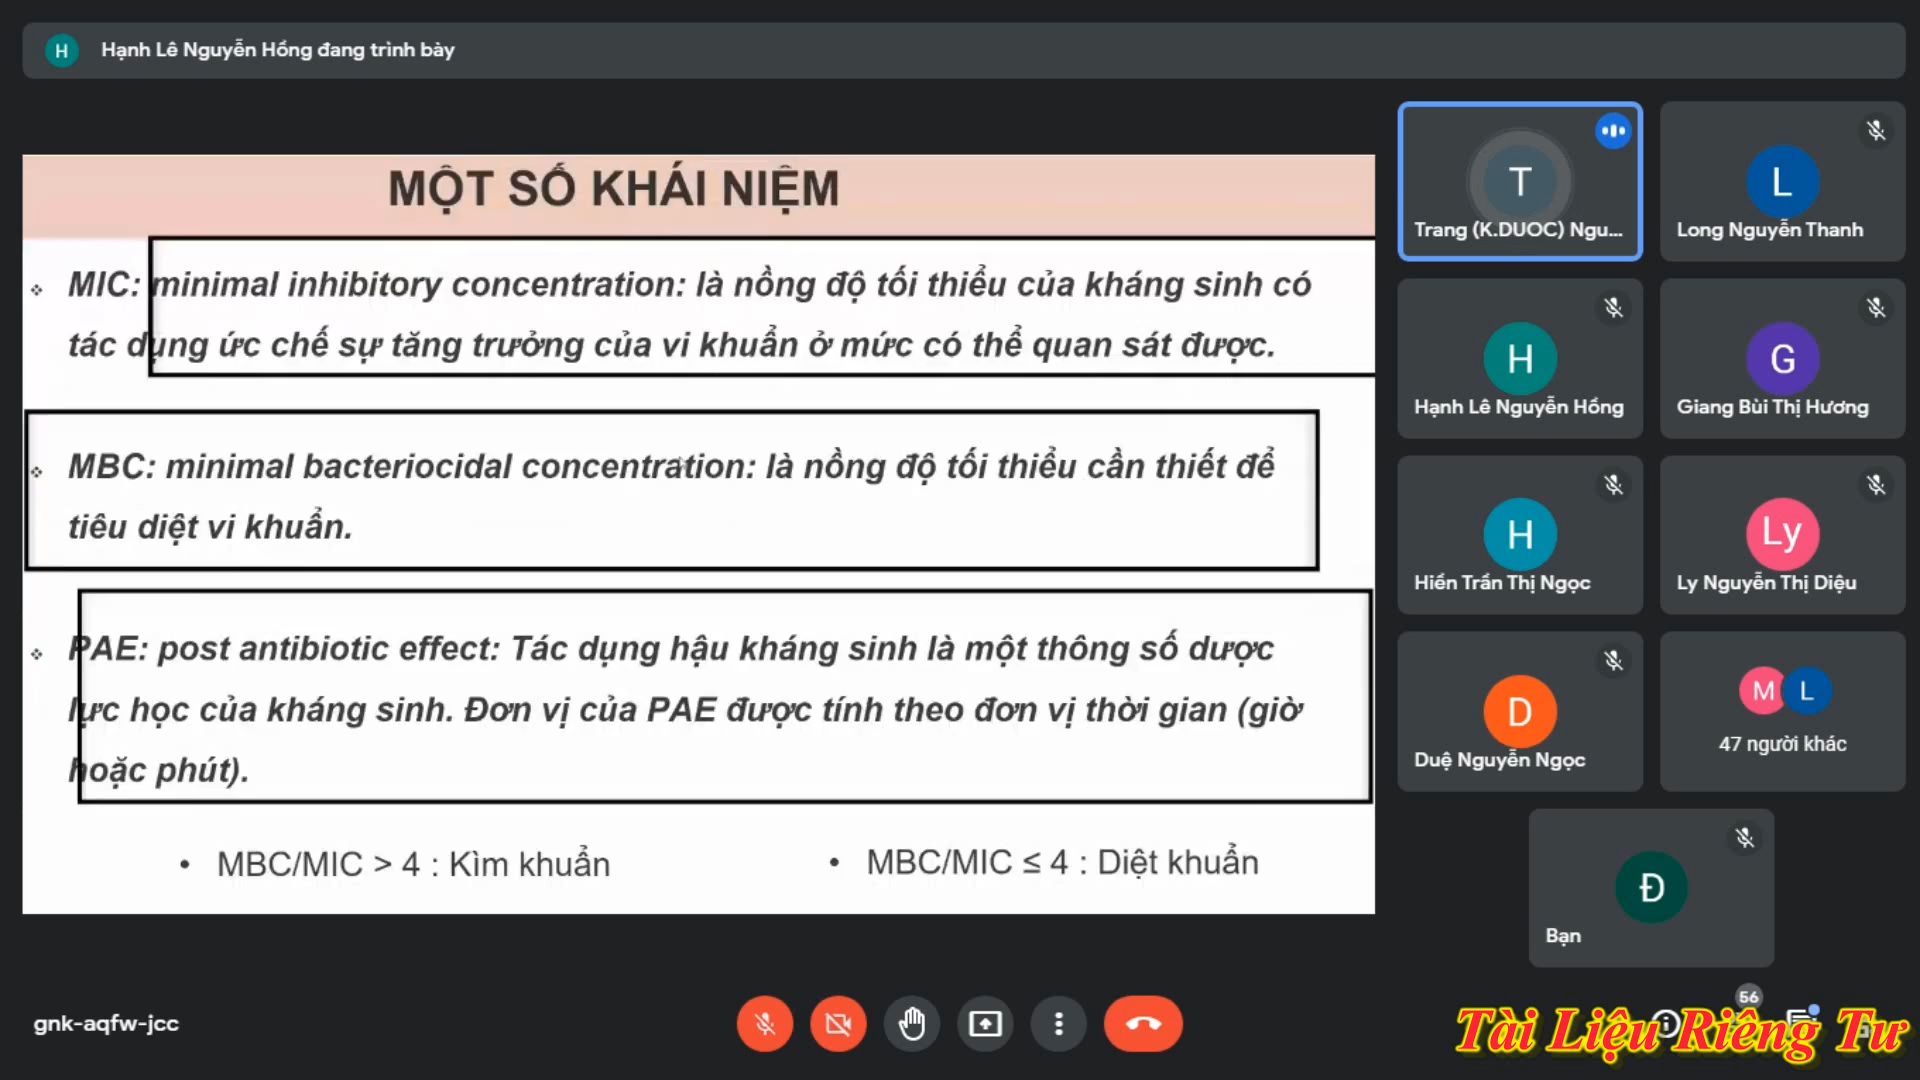 H Hạnh Lê Nguyễn Hồng đang trình bày
MỘT SỐ KHÁI NIỆM
MIC: minimal inhibitory concentration: là nồng độ tối thiểu của kháng sinh có
tác dụng ức chế sự tăng trưởng của vi khuẩn ở mức có thể quan sát được.
MBC: minimal bacteriocidal concentration: là nồng độ tối thiểu cần thiết để
tiêu diệt vi khuẩn.
PAE: post antibiotic effect: Tác dụng hậu kháng sinh là một thông số dược
lực học của kháng sinh. Đơn vị của PAE được tính theo đơn vị thời gian (giờ
hoặc phút).
• MBC/MIC > 4 : Kìm khuẩn
• MBC/MIC ≤ 4 : Diệt khuẩn
T
Trang (K.DUOC) Ngu...
L
Long Nguyễn Thanh
H
Hạnh Lê Nguyễn Hồng
G
Giang Bùi Thị Hương
H
Hiền Trần Thị Ngọc
Ly
Ly Nguyễn Thị Diệu
D
Duệ Nguyễn Ngọc
M L
47 người khác
Đ
Bạn
gnk-aqfw-jcc
56
Tài Liệu Riêng Tư